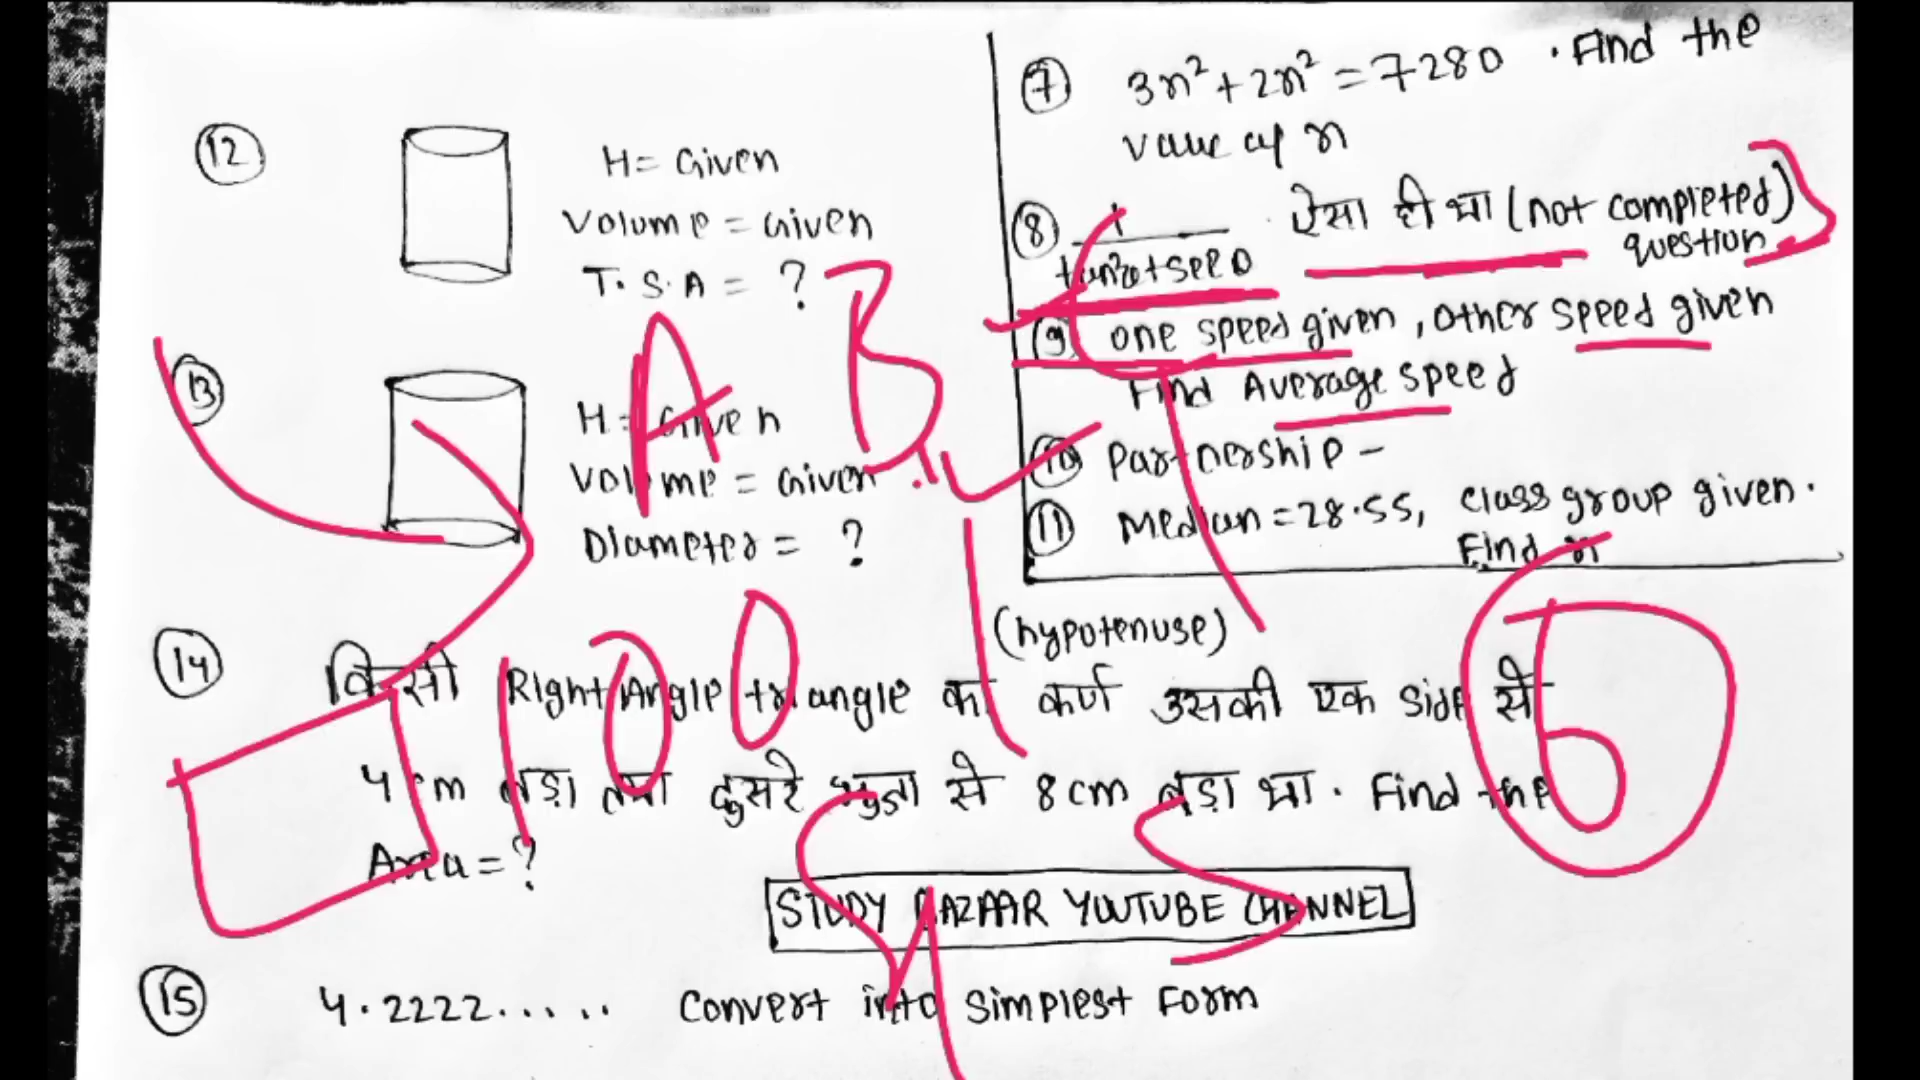 7 3x² + 2x² = 7280 . Find the
value of x
8 ऐसा ही था (not completed)
question
9 one speed given, other speed given
Find Average speed
10 Partnership -
11 Median = 28.55, class group given.
Find x
12 H = Given
Volume = Given
T.S.A = ?
13 H = Given
Volume = Given
Diameter = ?
(hypotenuse)
14 किसी Right Angle triangle का कर्ण उसकी एक side से
4 cm बड़ा तथा दुसरे भुजा से 8 cm बड़ा था. Find the
Area = ?
STUDY BAZAAR YOUTUBE CHANNEL
15 4.2222...... Convert into simplest Form
A B
100
6